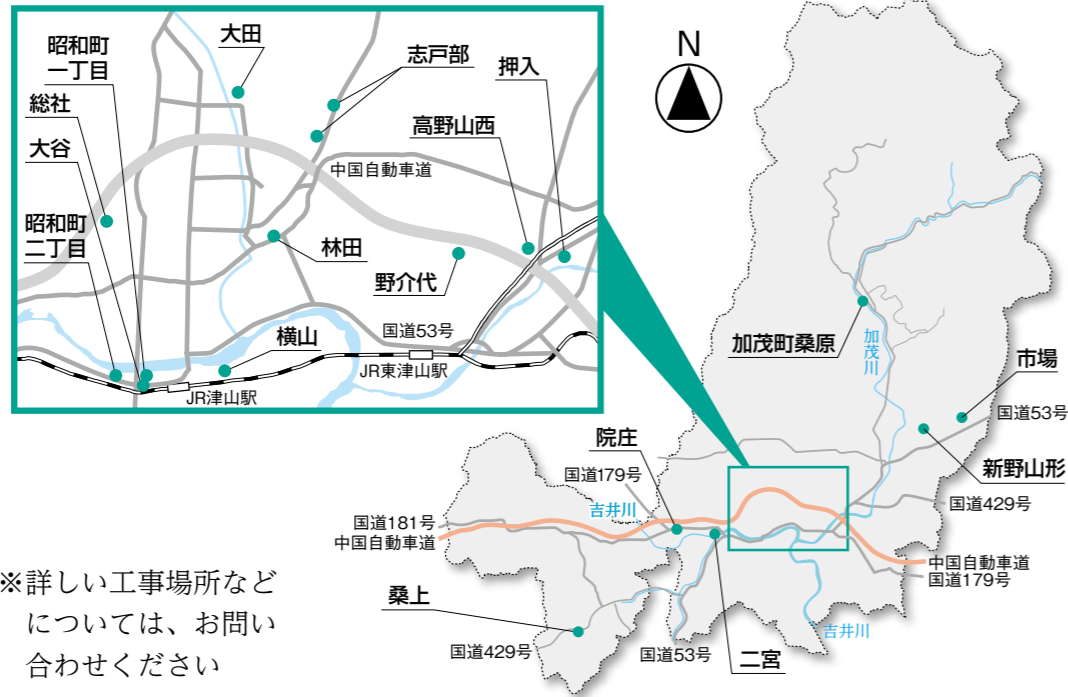 大田
昭和町
一丁目
志戸部
押入
総社
高野山西
大谷
中国自動車道
昭和町
二丁目
林田
野介代
国道53号
横山
JR東津山駅
JR津山駅
N
加茂町桑原
加茂川
市場
国道53号
新野山形
院庄
国道179号
吉井川
国道429号
国道181号
中国自動車道
中国自動車道
国道179号
桑上
吉井川
国道429号
国道53号
二宮
※詳しい工事場所など
については、お問い
合わせください